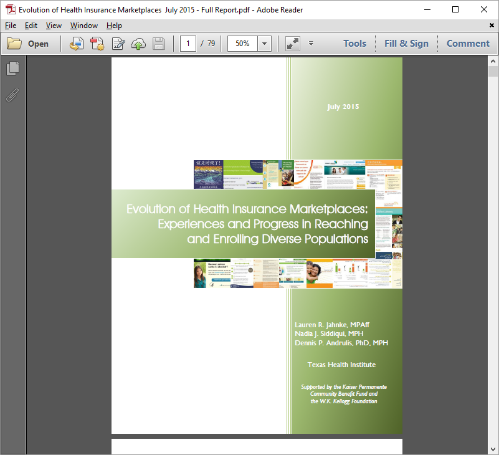 Evolution of Health Insurance Marketplaces July 2015 - Full Report.pdf - Adobe Reader
File Edit View Window Help
Open 1 / 79 50% Tools Fill & Sign Comment
July 2015
Evolution of Health Insurance Marketplaces:
Experiences and Progress in Reaching
and Enrolling Diverse Populations
Lauren R. Jahnke, MPAff
Nadia J. Siddiqui, MPH
Dennis P. Andrulis, PhD, MPH
Texas Health Institute
Supported by the Kaiser Permanente
Community Benefit Fund and
the W.K. Kellogg Foundation